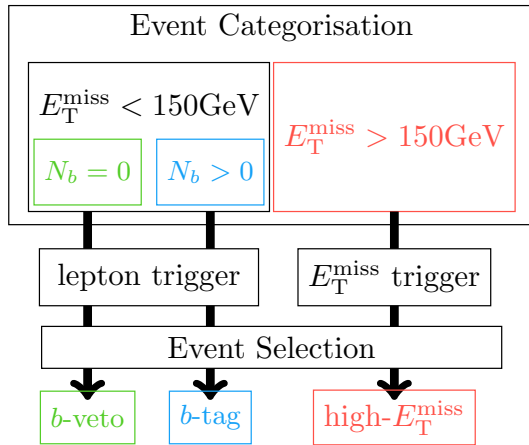 Event Categorisation
E_T^miss < 150GeV
E_T^miss > 150GeV
N_b = 0
N_b > 0
lepton trigger
E_T^miss trigger
Event Selection
b-veto
b-tag
high-E_T^miss